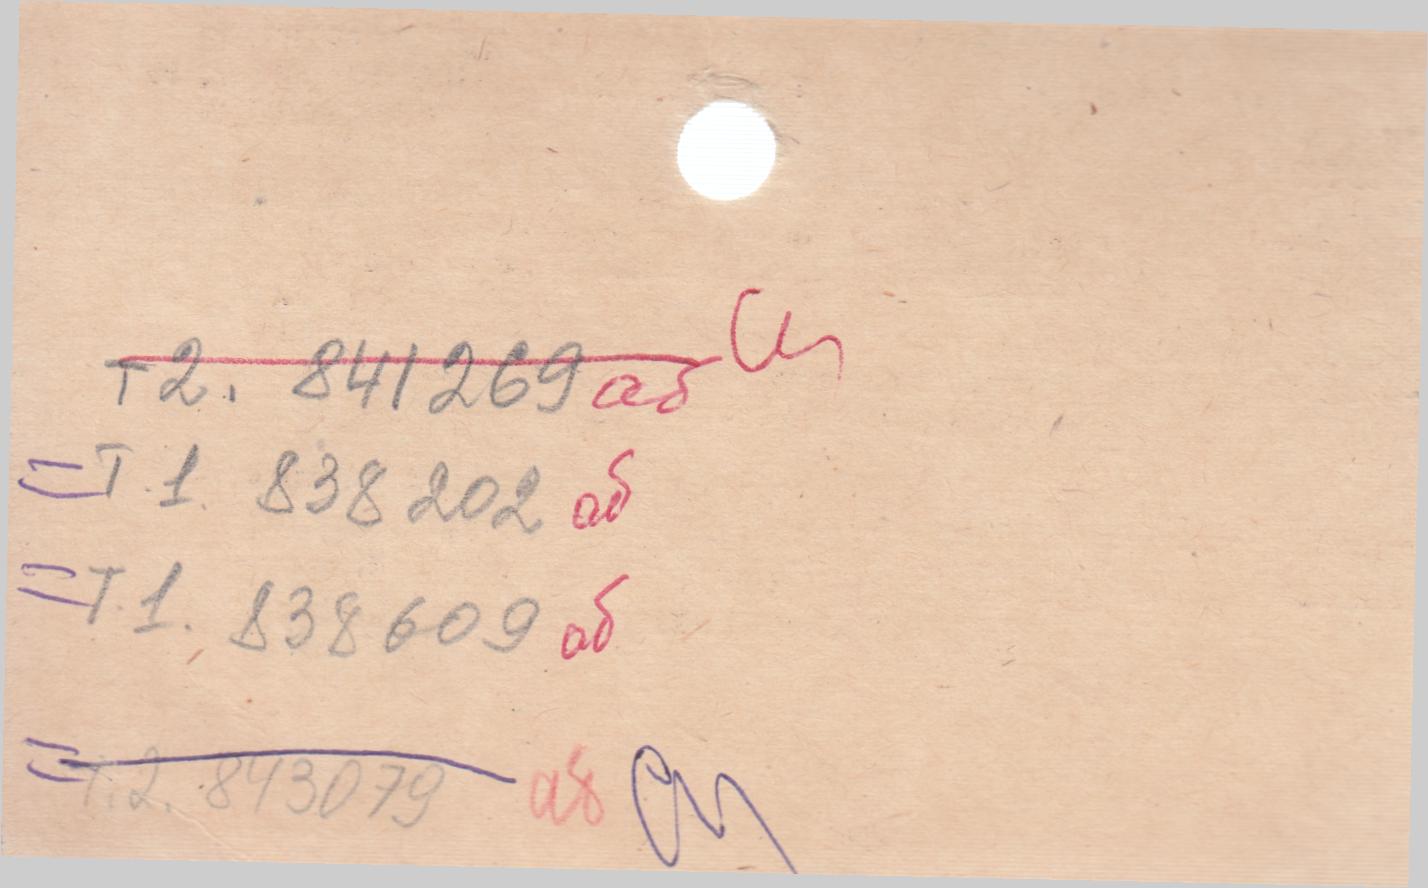 Т2. 841269 аб
Т.1. 838202 аб
Т.1. 838609 аб
Т.2. 843079 аб